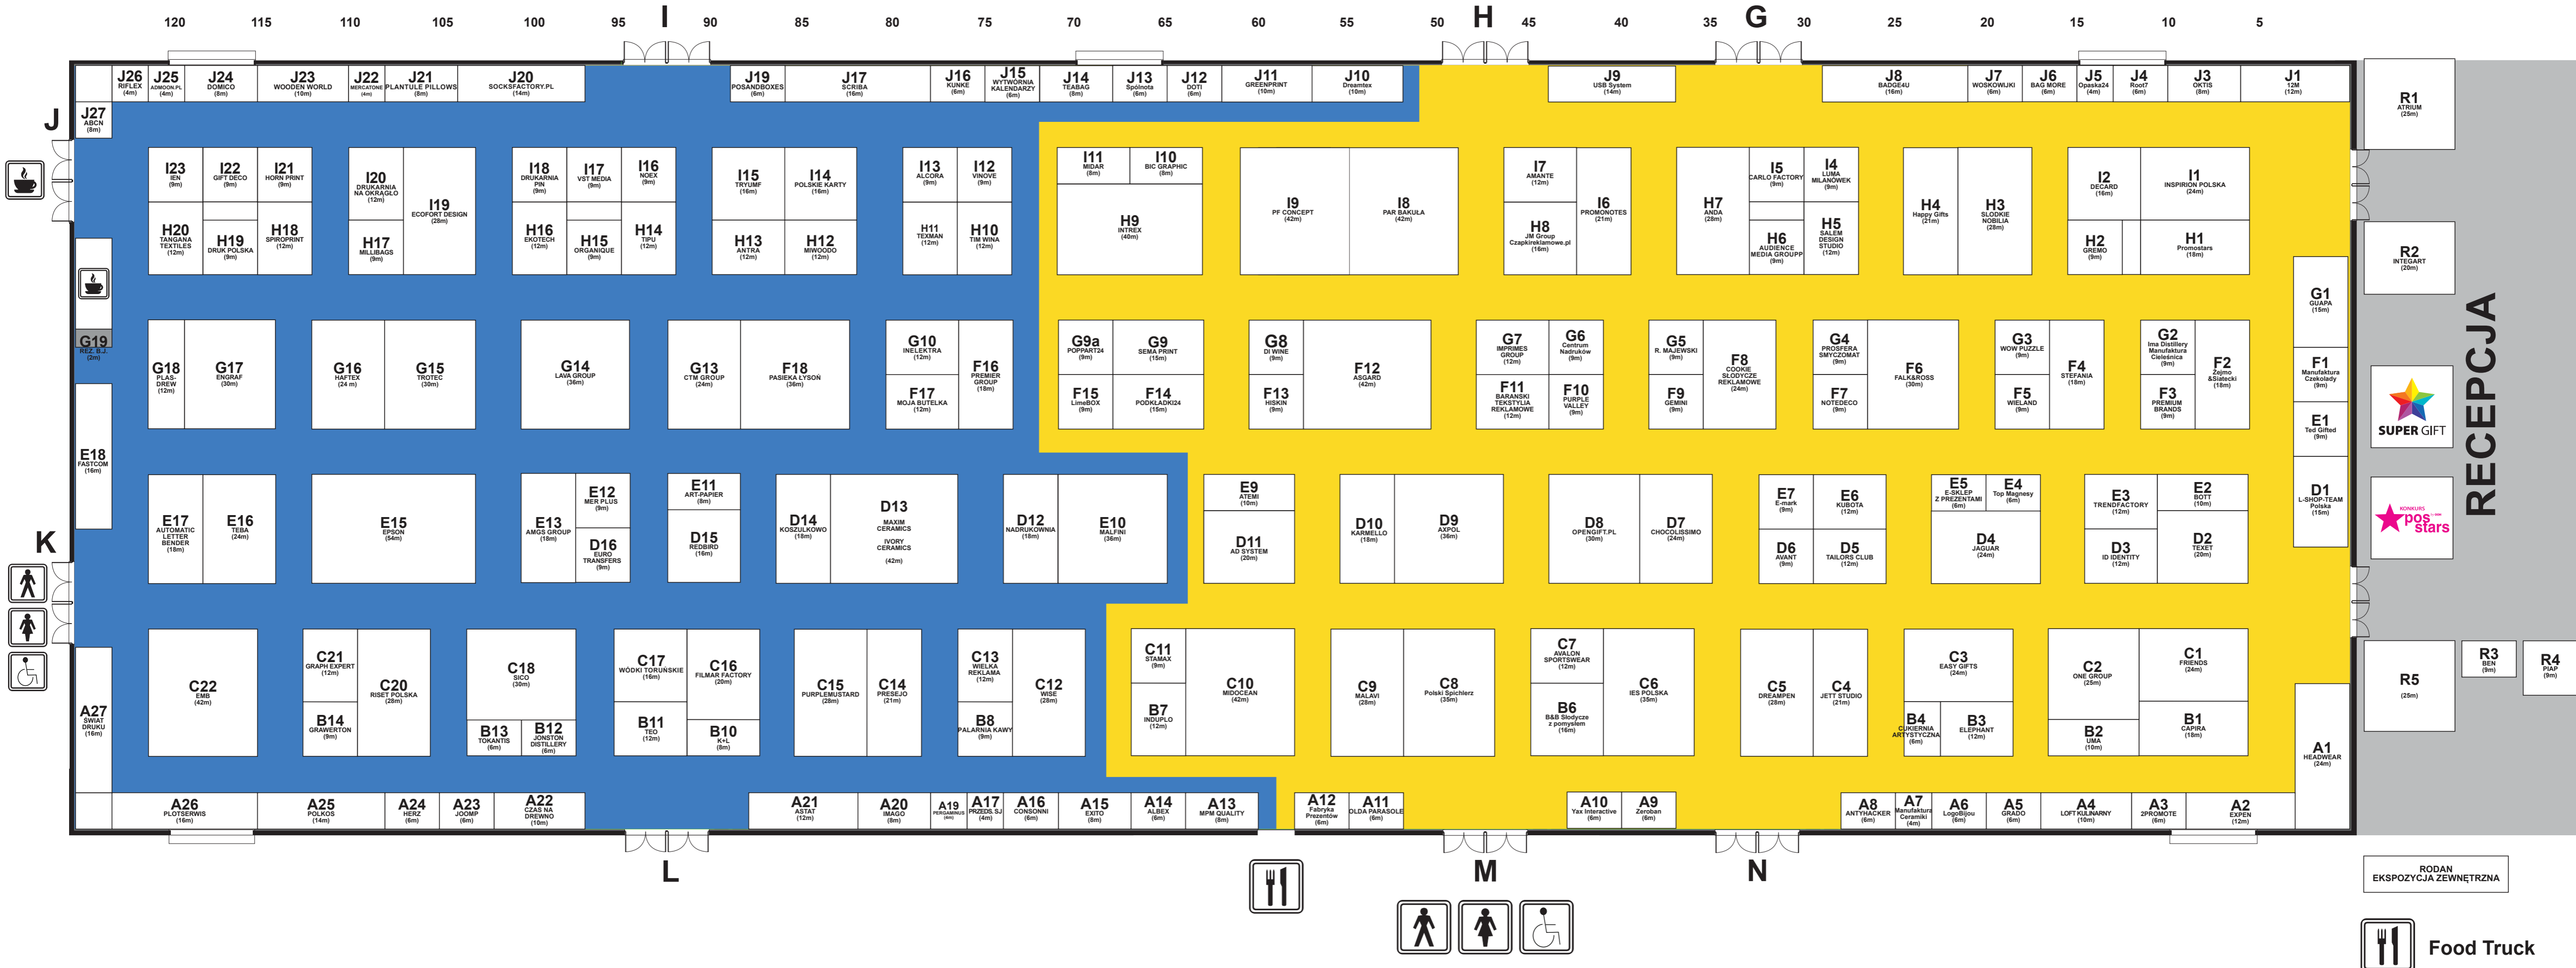 120 115 110 105 100 95 I 90 85 80 75 70 65 60 55 50 H 45 40 35 G 30 25 20 15 10 5
J26
RIFLEX
(4m)
J25
ADMOON.PL
(4m)
J24
DOMICO
(8m)
J23
WOODEN WORLD
(10m)
J22
MERCATONE
(4m)
J21
PLANTULE PILLOWS
(8m)
J20
SOCKSFACTORY.PL
(14m)
J19
POSANDBOXES
(6m)
J17
SCRIBA
(16m)
J16
KUNKE
(6m)
J15
WYTWÓRNIA
KALENDARZY
(6m)
J14
TEABAG
(8m)
J13
Spólnota
(6m)
J12
DOTI
(6m)
J11
GREENPRINT
(10m)
J10
Dreamtex
(10m)
J9
USB System
(14m)
J8
BADGE4U
(16m)
J7
WOSKOWIJKI
(6m)
J6
BAG MORE
(6m)
J5
Opaska24
(4m)
J4
Root7
(6m)
J3
OKTIS
(8m)
J1
12M
(12m)
R1
ATRIUM
(25m)
J
J27
ABCN
(8m)
I23
IEN
(9m)
I22
GIFT DECO
(9m)
I21
HORN PRINT
(9m)
I20
DRUKARNIA
NA OKRĄGŁO
(12m)
I19
ECOFORT DESIGN
(28m)
I18
DRUKARNIA
PIN
(9m)
I17
VST MEDIA
(9m)
I16
NOEX
(9m)
I15
TRYUMF
(16m)
I14
POLSKIE KARTY
(16m)
I13
ALCORA
(9m)
I12
VINOVE
(9m)
I11
MIDAR
(8m)
I10
BIC GRAPHIC
(8m)
I9
PF CONCEPT
(42m)
I8
PAR BAKUŁA
(42m)
I7
AMANTE
(12m)
I6
PROMONOTES
(21m)
H7
ANDA
(28m)
I5
CARLO FACTORY
(9m)
I4
LUMA
MILANÓWEK
(9m)
H4
Happy Gifts
(21m)
H3
SŁODKIE
NOBILIA
(28m)
I2
DECARD
(16m)
I1
INSPIRION POLSKA
(24m)
H20
TANGANA
TEXTILES
(12m)
H19
DRUK POLSKA
(9m)
H18
SPIROPRINT
(12m)
H17
MILLIBAGS
(9m)
H16
EKOTECH
(12m)
H15
ORGANIQUE
(9m)
H14
TIPU
(12m)
H13
ANTRA
(12m)
H12
MIWOODO
(12m)
H11
TEXMAN
(12m)
H10
TIM WINA
(12m)
H9
INTREX
(40m)
H8
JM Group
Czapkireklamowe.pl
(16m)
H6
AUDIENCE
MEDIA GROUPP
(9m)
H5
SALEM
DESIGN
STUDIO
(12m)
H2
GREMO
(9m)
H1
Promostars
(18m)
R2
INTEGART
(20m)
G19
REZ. B.J.
(2m)
G18
PLAS-
DREW
(12m)
G17
ENGRAF
(30m)
G16
HAFTEX
(24 m)
G15
TROTEC
(30m)
G14
LAVA GROUP
(36m)
G13
CTM GROUP
(24m)
F18
PASIEKA ŁYSOŃ
(36m)
G10
INELEKTRA
(12m)
F17
MOJA BUTELKA
(12m)
F16
PREMIER
GROUP
(18m)
G9a
POPPART24
(9m)
G9
SEMA PRINT
(15m)
F15
LimeBOX
(9m)
F14
PODKŁADKI24
(15m)
G8
DI WINE
(9m)
F13
HISKIN
(9m)
F12
ASGARD
(42m)
G7
IMPRIMES
GROUP
(12m)
G6
Centrum
Nadruków
(9m)
F11
BARANSKI
TEKSTYLIA
REKLAMOWE
(12m)
F10
PURPLE
VALLEY
(9m)
G5
R. MAJEWSKI
(9m)
F9
GEMINI
(9m)
F8
COOKIE
SŁODYCZE
REKLAMOWE
(24m)
G4
PROSFERA
SMYCZOMAT
(9m)
F7
NOTEDECO
(9m)
F6
FALK&ROSS
(30m)
G3
WOW PUZZLE
(9m)
F5
WIELAND
(9m)
F4
STEFANIA
(18m)
G2
Ima Distillery
Manufaktura
Cieleśnica
(9m)
F3
PREMIUM
BRANDS
(9m)
F2
Zejmo
&Siatecki
(18m)
G1
GUAPA
(15m)
F1
Manufaktura
Czekolady
(9m)
E1
Ted Gifted
(9m)
D1
L-SHOP-TEAM
Polska
(15m)
SUPER GIFT
KONKURS
pos
stars
RECEPCJA
K
E18
FASTCOM
(16m)
E17
AUTOMATIC
LETTER
BENDER
(18m)
E16
TEBA
(24m)
E15
EPSON
(54m)
E13
AMGS GROUP
(18m)
E12
MER PLUS
(9m)
D16
EURO
TRANSFERS
(9m)
E11
ART-PAPIER
(8m)
D15
REDBIRD
(16m)
D14
KOSZULKOWO
(18m)
D13
MAXIM
CERAMICS
IVORY
CERAMICS
(42m)
D12
NADRUKOWNIA
(18m)
E10
MALFINI
(36m)
E9
ATEMI
(10m)
D11
AD SYSTEM
(20m)
D10
KARMELLO
(18m)
D9
AXPOL
(36m)
D8
OPENGIFT.PL
(30m)
D7
CHOCOLISSIMO
(24m)
E7
E-mark
(9m)
E6
KUBOTA
(12m)
D6
AVANT
(9m)
D5
TAILORS CLUB
(12m)
E5
E-SKLEP
Z PREZENTAMI
(6m)
E4
Top Magnesy
(6m)
D4
JAGUAR
(24m)
E3
TRENDFACTORY
(12m)
E2
BOTT
(10m)
D3
ID IDENTITY
(12m)
D2
TEXET
(20m)
A27
ŚWIAT
DRUKU
(16m)
C22
EMB
(42m)
C21
GRAPH EXPERT
(12m)
B14
GRAWERTON
(9m)
C20
RISET POLSKA
(28m)
C18
SICO
(30m)
B13
TOKANTIS
(6m)
B12
JONSTON
DISTILLERY
(6m)
C17
WÓDKI TORUŃSKIE
(16m)
C16
FILMAR FACTORY
(20m)
B11
TEO
(12m)
B10
K+L
(8m)
C15
PURPLEMUSTARD
(28m)
C14
PRESEJO
(21m)
C13
WIELKA
REKLAMA
(12m)
B8
PALARNIA KAWY
(9m)
C12
WISE
(28m)
C11
STAMAX
(9m)
B7
INDUPLO
(12m)
C10
MIDOCEAN
(42m)
C9
MALAVI
(28m)
C8
Polski Spichlerz
(35m)
C7
AVALON
SPORTSWEAR
(12m)
B6
B&B Słodycze
z pomysłem
(16m)
C6
IES POLSKA
(35m)
C5
DREAMPEN
(28m)
C4
JETT STUDIO
(21m)
C3
EASY GIFTS
(24m)
B4
CUKIERNIA
ARTYSTYCZNA
(6m)
B3
ELEPHANT
(12m)
C2
ONE GROUP
(25m)
B2
UMA
(10m)
C1
FRIENDS
(24m)
B1
CAPIRA
(18m)
A1
HEADWEAR
(24m)
R5
(25m)
R3
BEN
(9m)
R4
PIAP
(9m)
A26
PLOTSERWIS
(16m)
A25
POLKOS
(14m)
A24
HERZ
(6m)
A23
JOOMP
(6m)
A22
CZAS NA
DREWNO
(10m)
A21
ASTAT
(12m)
A20
IMAGO
(8m)
A19
PERGAMINUS
(4m)
A17
PRZEDS. SJ
(4m)
A16
CONSONNI
(6m)
A15
EXITO
(8m)
A14
ALBEX
(6m)
A13
MPM QUALITY
(8m)
A12
Fabryka
Prezentów
(6m)
A11
OLDA PARASOLE
(6m)
A10
Yax Interactive
(6m)
A9
Zeroban
(6m)
A8
ANTYHACKER
(6m)
A7
Manufaktura
Ceramiki
(4m)
A6
LogoBijou
(6m)
A5
GRADO
(6m)
A4
LOFT KULINARNY
(10m)
A3
2PROMOTE
(6m)
A2
EXPEN
(12m)
L M N
RODAN
EKSPOZYCJA ZEWNĘTRZNA
Food Truck